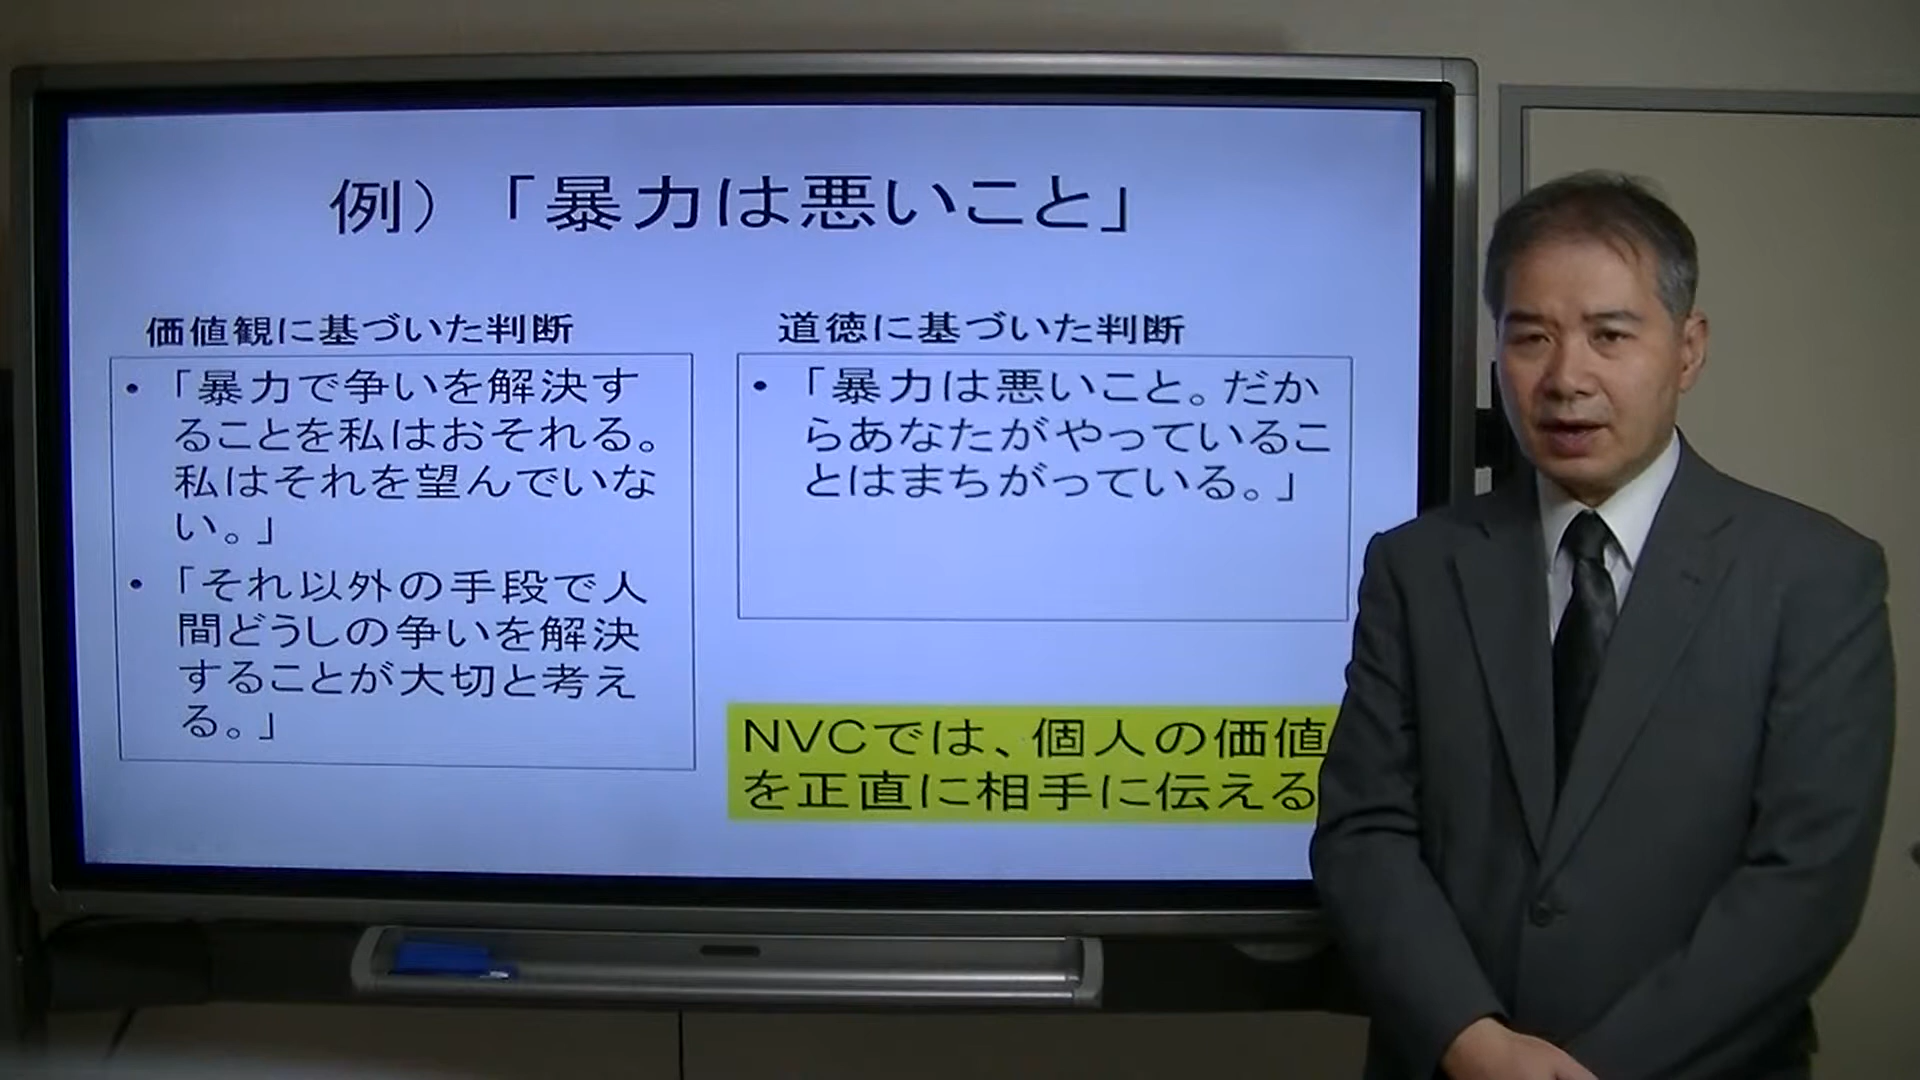 例）「暴力は悪いこと」
価値観に基づいた判断
・「暴力で争いを解決す
ることを私はおそれる。
私はそれを望んでいな
い。」
・「それ以外の手段で人
間どうしの争いを解決
することが大切と考え
る。」
道徳に基づいた判断
・「暴力は悪いこと。だか
らあなたがやっているこ
とはまちがっている。」
NVCでは、個人の価値
を正直に相手に伝える